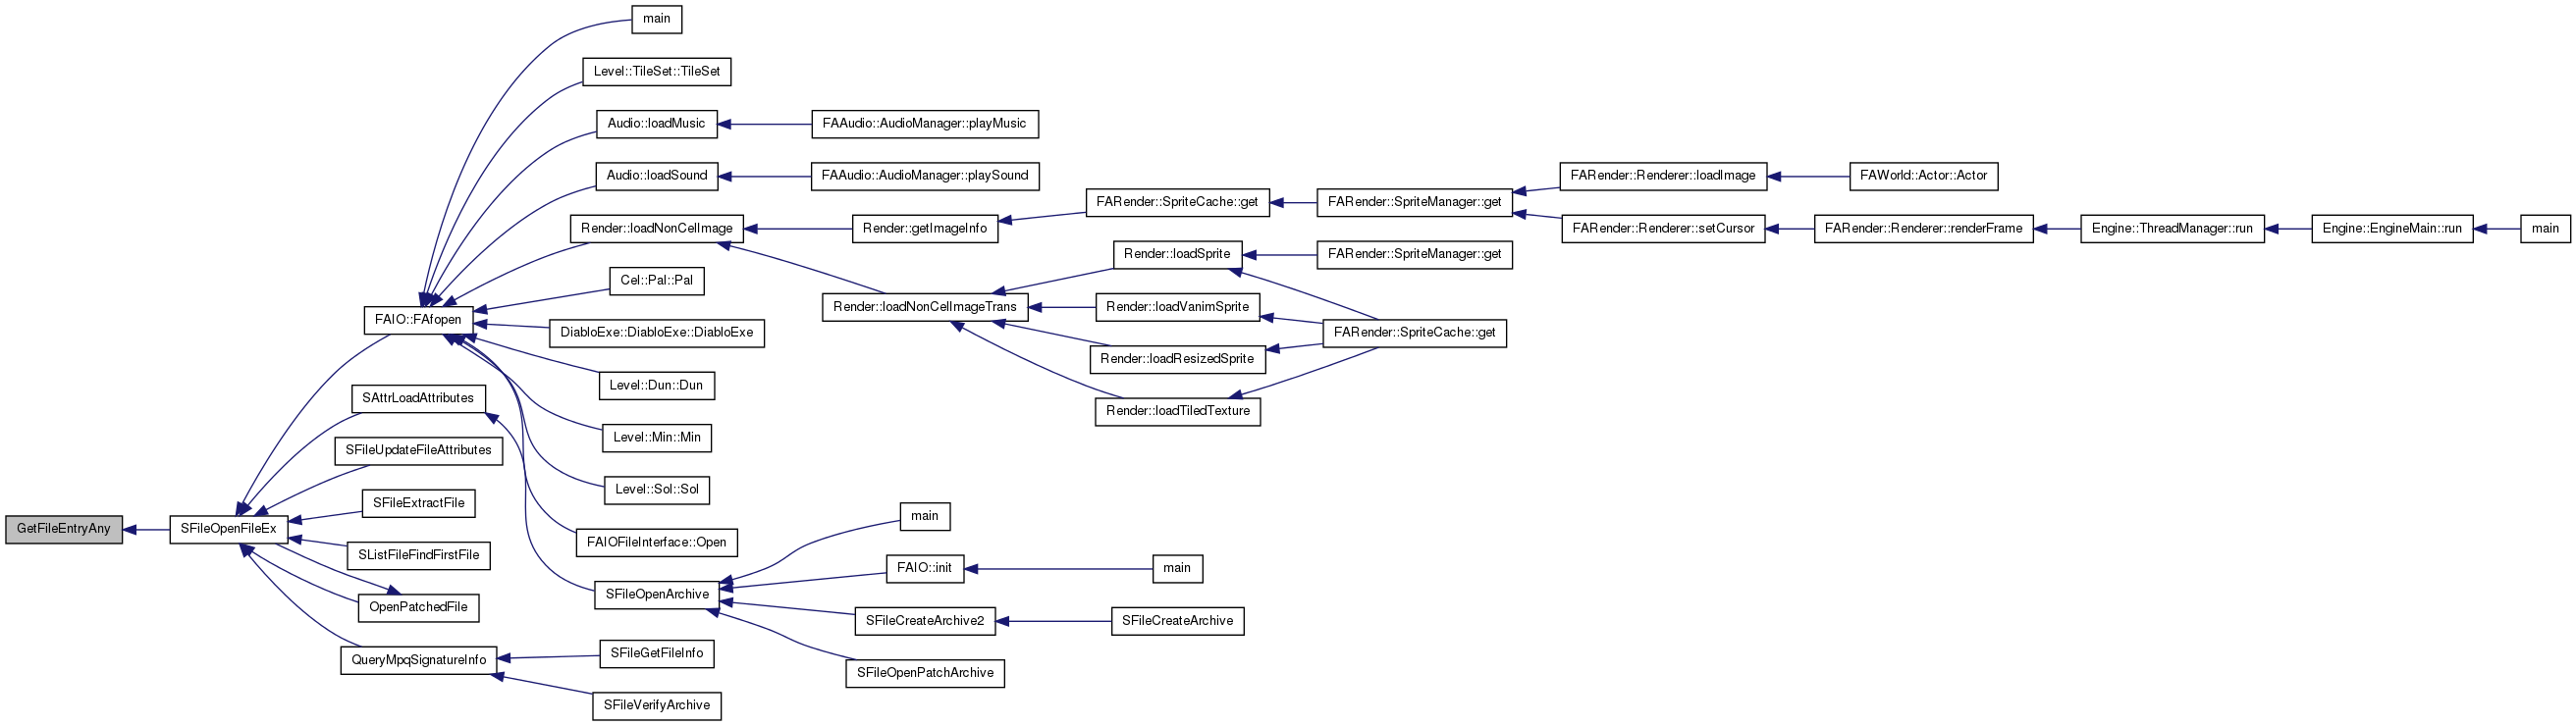 main
Level::TileSet::TileSet
Audio::loadMusic
FAAudio::AudioManager::playMusic
Audio::loadSound
FAAudio::AudioManager::playSound
FARender::Renderer::loadImage
FAWorld::Actor::Actor
FARender::SpriteCache::get
FARender::SpriteManager::get
Render::loadNonCelImage
Render::getImageInfo
FARender::Renderer::setCursor
FARender::Renderer::renderFrame
Engine::ThreadManager::run
Engine::EngineMain::run
main
Render::loadSprite
FARender::SpriteManager::get
Cel::Pal::Pal
Render::loadNonCelImageTrans
Render::loadVanimSprite
FAIO::FAfopen
DiabloExe::DiabloExe::DiabloExe
FARender::SpriteCache::get
Render::loadResizedSprite
Level::Dun::Dun
SAttrLoadAttributes
Render::loadTiledTexture
Level::Min::Min
SFileUpdateFileAttributes
Level::Sol::Sol
SFileExtractFile
main
GetFileEntryAny
SFileOpenFileEx
FAIOFileInterface::Open
SListFileFindFirstFile
FAIO::init
main
SFileOpenArchive
OpenPatchedFile
SFileCreateArchive2
SFileCreateArchive
QueryMpqSignatureInfo
SFileGetFileInfo
SFileOpenPatchArchive
SFileVerifyArchive